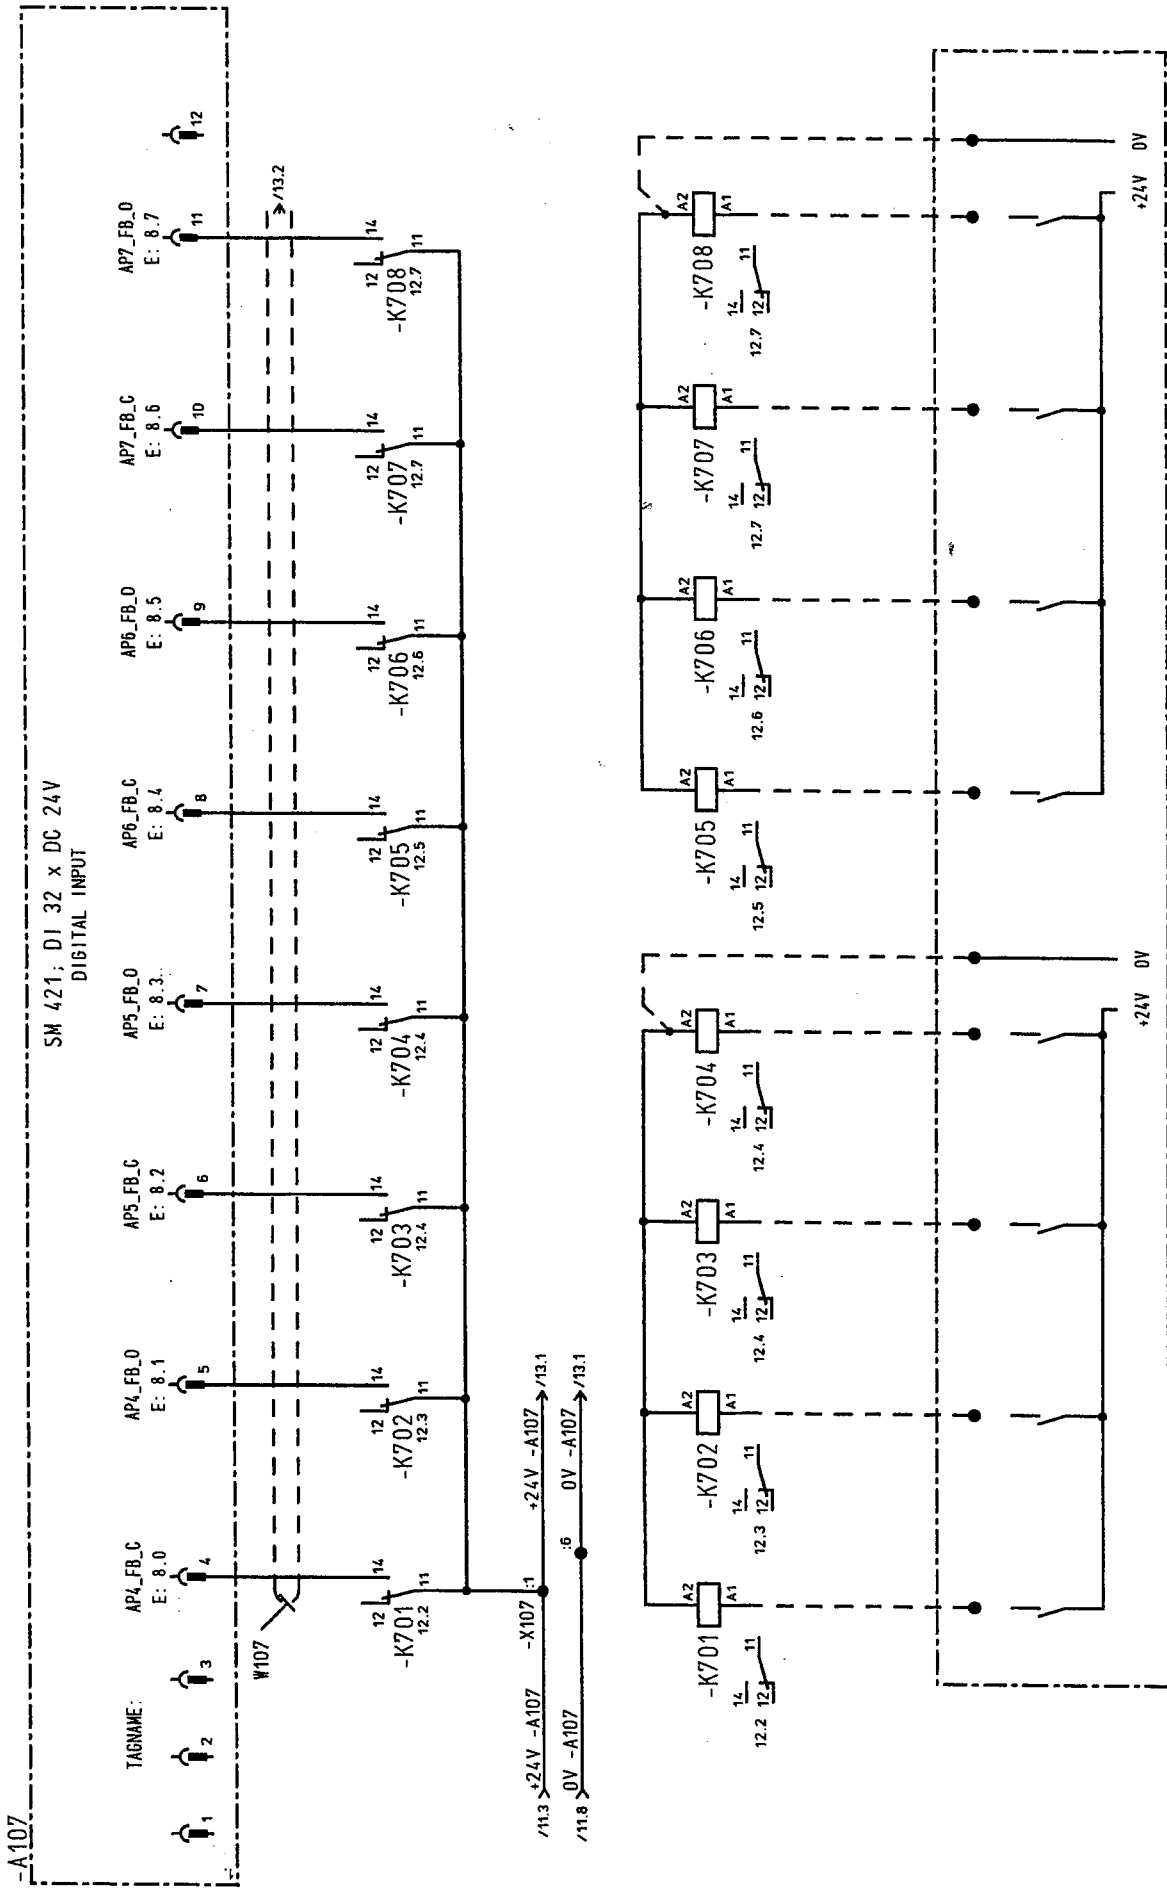 -A107
SM 421; DI 32 x DC 24V
DIGITAL INPUT
TAGNAME:
AP4_FB_C
AP4_FB_O
AP5_FB_C
AP5_FB_O
AP6_FB_C
AP6_FB_O
AP7_FB_C
AP7_FB_O
E: 8.0
E: 8.1
E: 8.2
E: 8.3
E: 8.4
E: 8.5
E: 8.6
E: 8.7
1
2
3
4
5
6
7
8
9
10
11
12
W107
/13.2
12
14
11
-K701
12.2
12
14
11
-K702
12.3
12
14
11
-K703
12.4
12
14
11
-K704
12.4
12
14
11
-K705
12.5
12
14
11
-K706
12.6
12
14
11
-K707
12.7
12
14
11
-K708
12.7
/11.3
+24V -A107
-X107
:1
+24V -A107
/13.1
/11.8
0V -A107
:6
0V -A107
/13.1
-K701
A2
A1
14
11
12
12.2
-K702
A2
A1
14
11
12
12.3
-K703
A2
A1
14
11
12
12.4
-K704
A2
A1
14
11
12
12.4
-K705
A2
A1
14
11
12
12.5
-K706
A2
A1
14
11
12
12.6
-K707
A2
A1
14
11
12
12.7
-K708
A2
A1
14
11
12
12.7
+24V
0V
+24V
0V